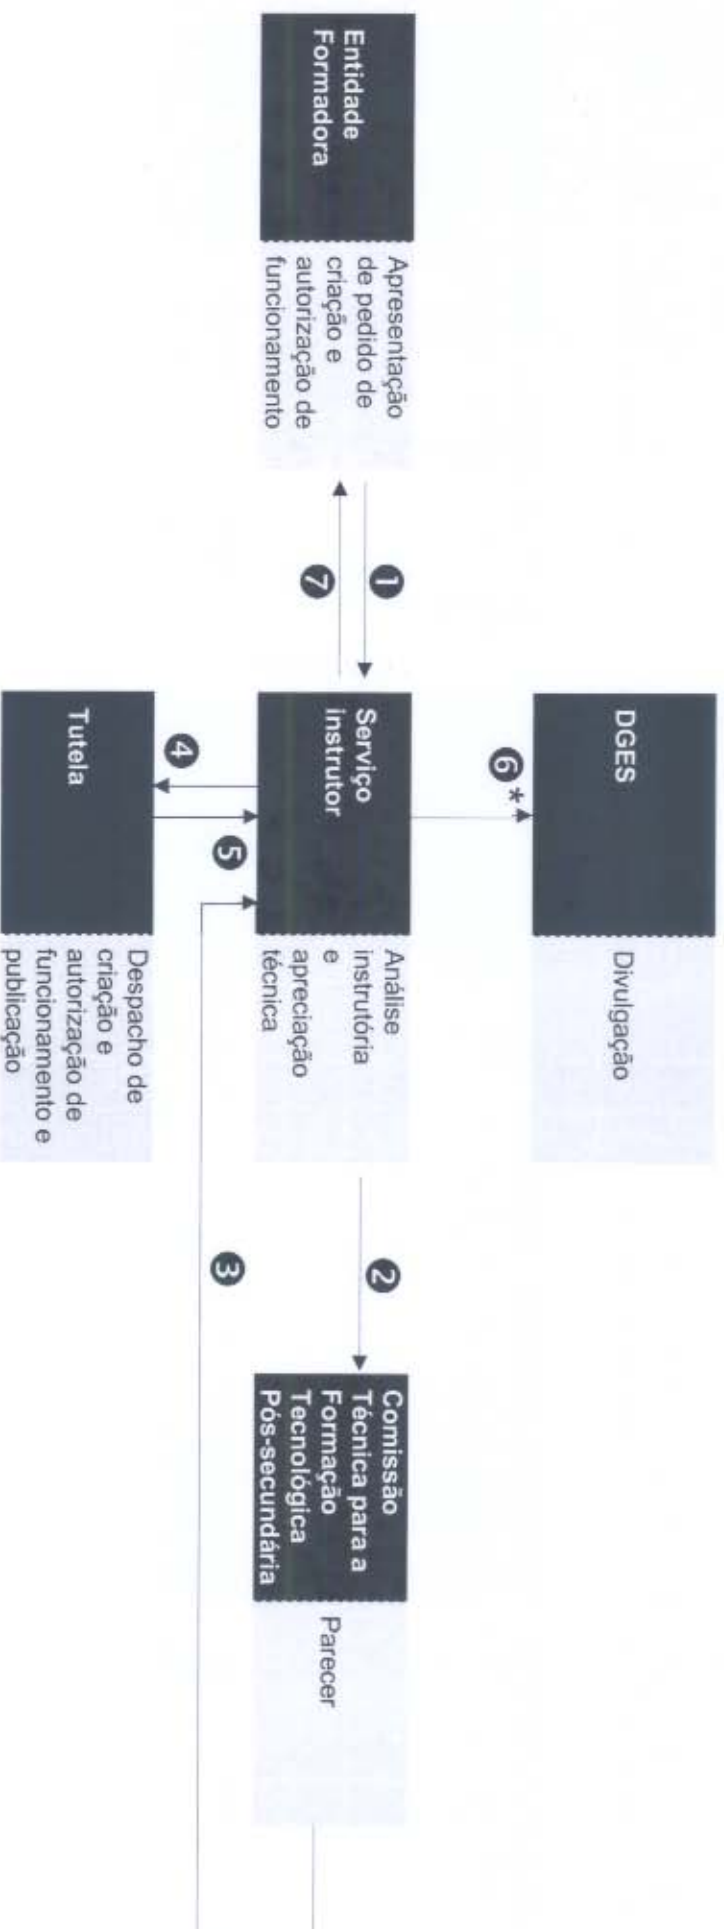 DGES
Divulgação
6*
Entidade
Formadora
Apresentação
de pedido de
criação e
autorização de
funcionamento
1
7
Serviço
instrutor
Análise
instrutória
e
apreciação
técnica
2
Comissão
Técnica para a
Formação
Tecnológica
Pós-secundária
Parecer
4
5
3
Tutela
Despacho de
criação e
autorização de
funcionamento e
publicação